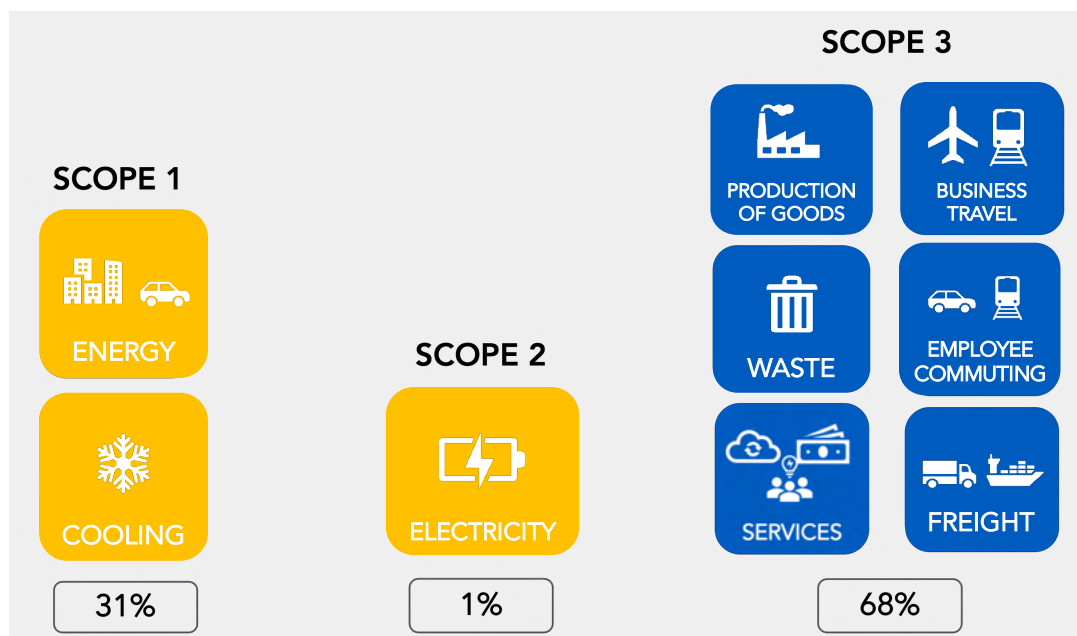 SCOPE 1
ENERGY
COOLING
31%
SCOPE 2
ELECTRICITY
1%
SCOPE 3
PRODUCTION
OF GOODS
BUSINESS
TRAVEL
WASTE
EMPLOYEE
COMMUTING
SERVICES
FREIGHT
68%